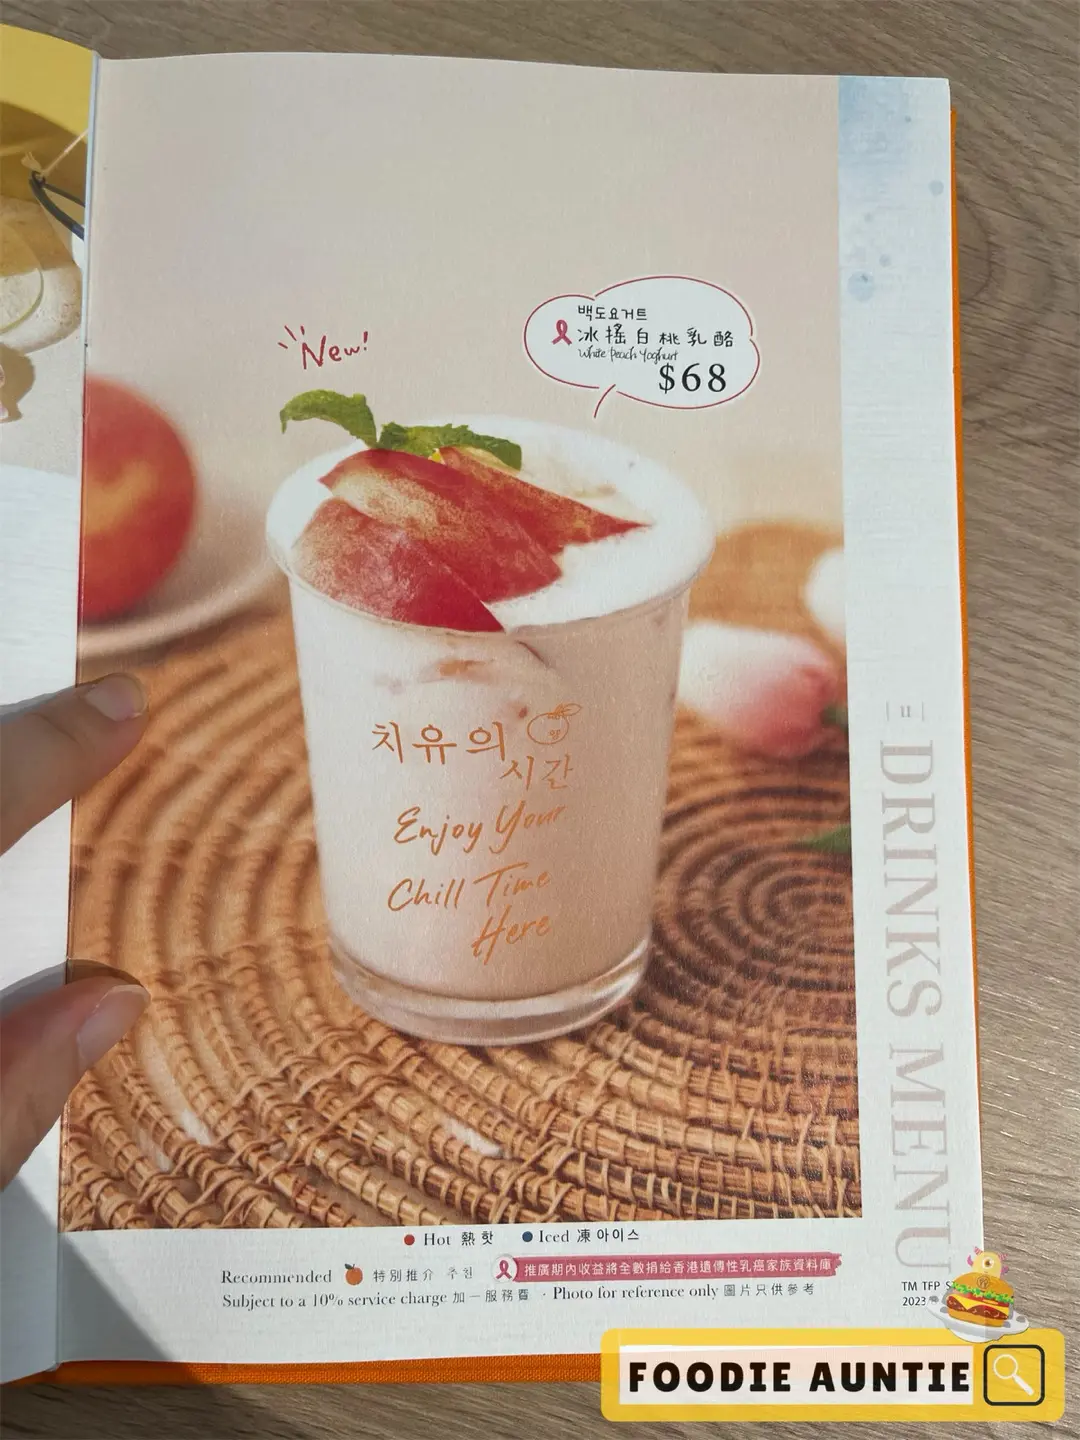 New!
백도요거트
冰搖白桃乳酪
White Peach Yoghurt
$68
치유의
시간
Enjoy Your
Chill Time
Here
DRINKS MENU
Hot 熱 핫
Iced 凍 아이스
Recommended 特別推介 추천
推廣期內收益將全數捐給香港遺傳性乳癌家族資料庫
Subject to a 10% service charge 加一服務費 · Photo for reference only 圖片只供參考
TM TFP
2023
FOODIE AUNTIE